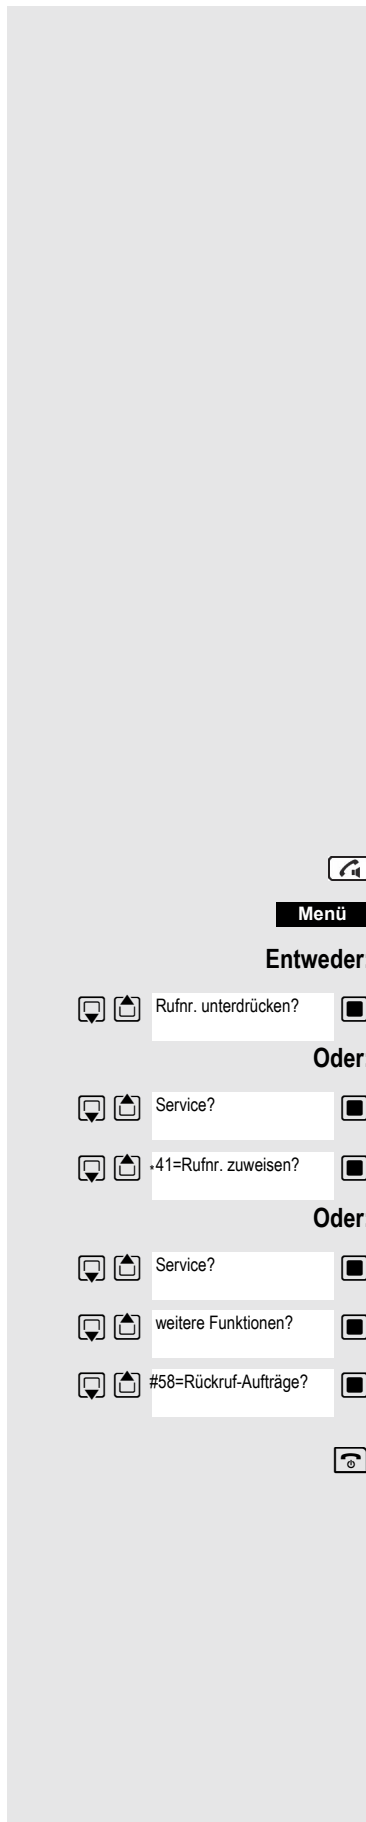 Menü
Entweder:
Rufnr. unterdrücken?
Oder:
Service?
*41=Rufnr. zuweisen?
Oder:
Service?
weitere Funktionen?
#58=Rückruf-Aufträge?